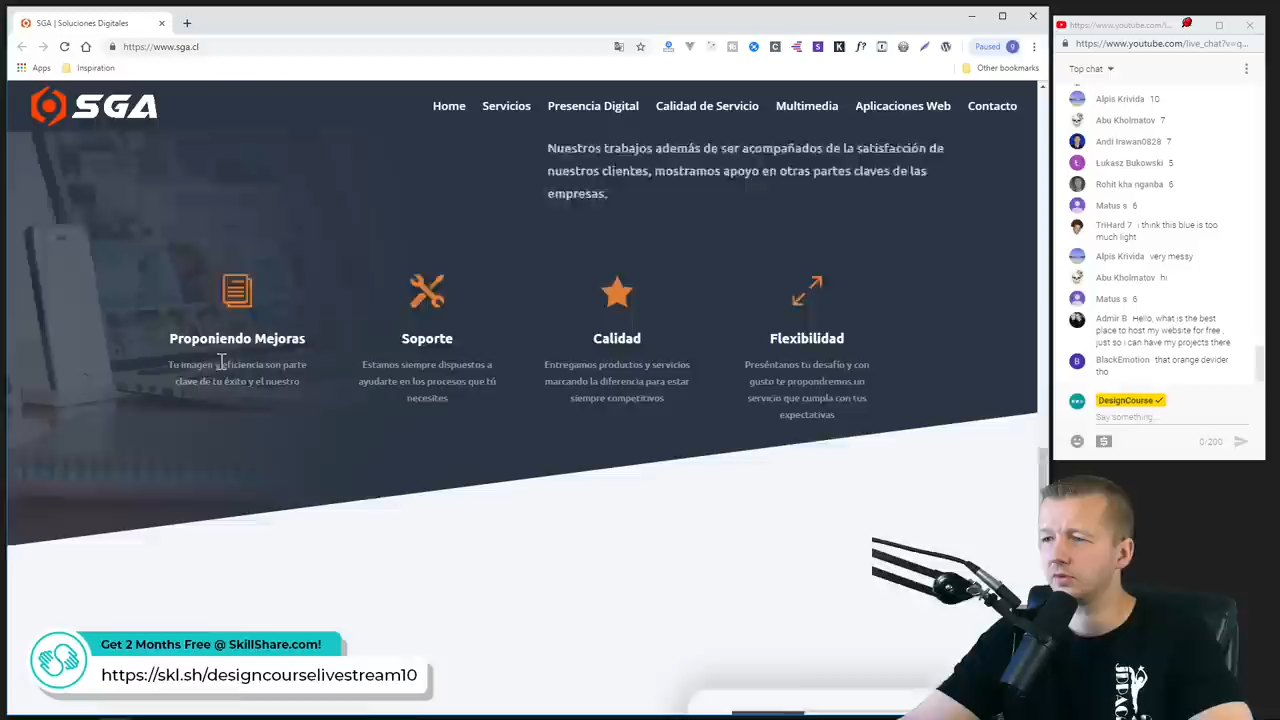 SGA | Soluciones Digitales
https://www.youtube.com/l...
https://www.sga.cl
Paused
https://www.youtube.com/live_chat?v=q...
Apps
Inspiration
Other bookmarks
Top chat
SGA
Home
Servicios
Presencia Digital
Calidad de Servicio
Multimedia
Aplicaciones Web
Contacto
Nuestros trabajos además de ser acompañados de la satisfacción de
nuestros clientes, mostramos apoyo en otras partes claves de las
empresas.
Proponiendo Mejoras
Tu imagen y eficiencia son parte
clave de tu éxito y el nuestro
Soporte
Estamos siempre dispuestos a
ayudarte en los procesos que tú
necesites
Calidad
Entregamos productos y servicios
marcando la diferencia para estar
siempre competitivos
Flexibilidad
Preséntanos tu desafío y con
gusto te propondremos un
servicio que cumpla con tus
expectativas
Alpis Krivida 10
Abu Kholmatov 7
Andi Irawan0828 7
Lukasz Bukowski 5
Rohit kha nganba 6
Matus s 6
TriHard 7 i think this blue is too
much light
Alpis Krivida very messy
Abu Kholmatov hi
Matus s 6
Admir B Hello, what is the best
place to host my website for free ,
just so i can have my projects there
BlackEmotion that orange devider
tho
DesignCourse
Say something...
0/200
Get 2 Months Free @ SkillShare.com!
https://skl.sh/designcourselivestream10